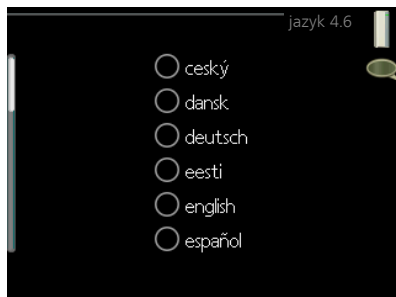 jazyk 4.6
ceský
dansk
deutsch
eesti
english
español